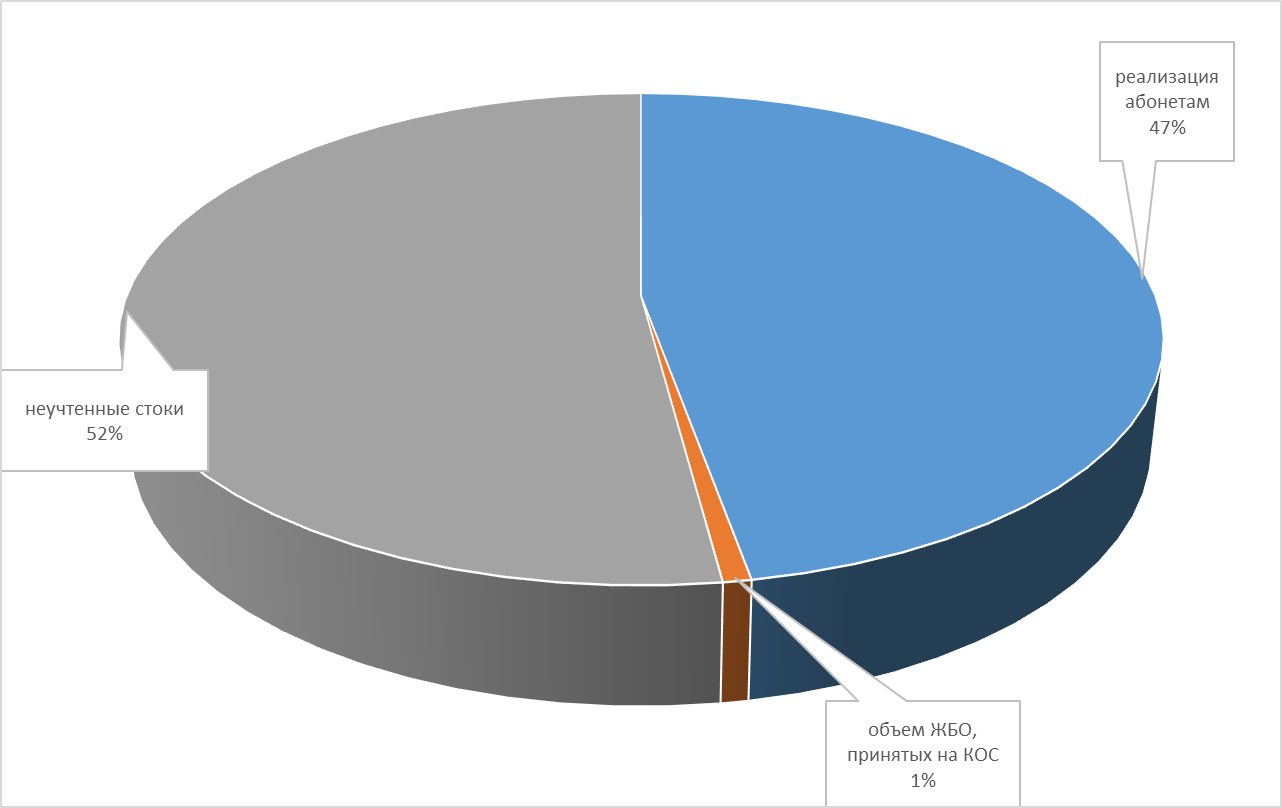 реализация
абонетам
47%
неучтенные стоки
52%
объем ЖБО,
принятых на КОС
1%